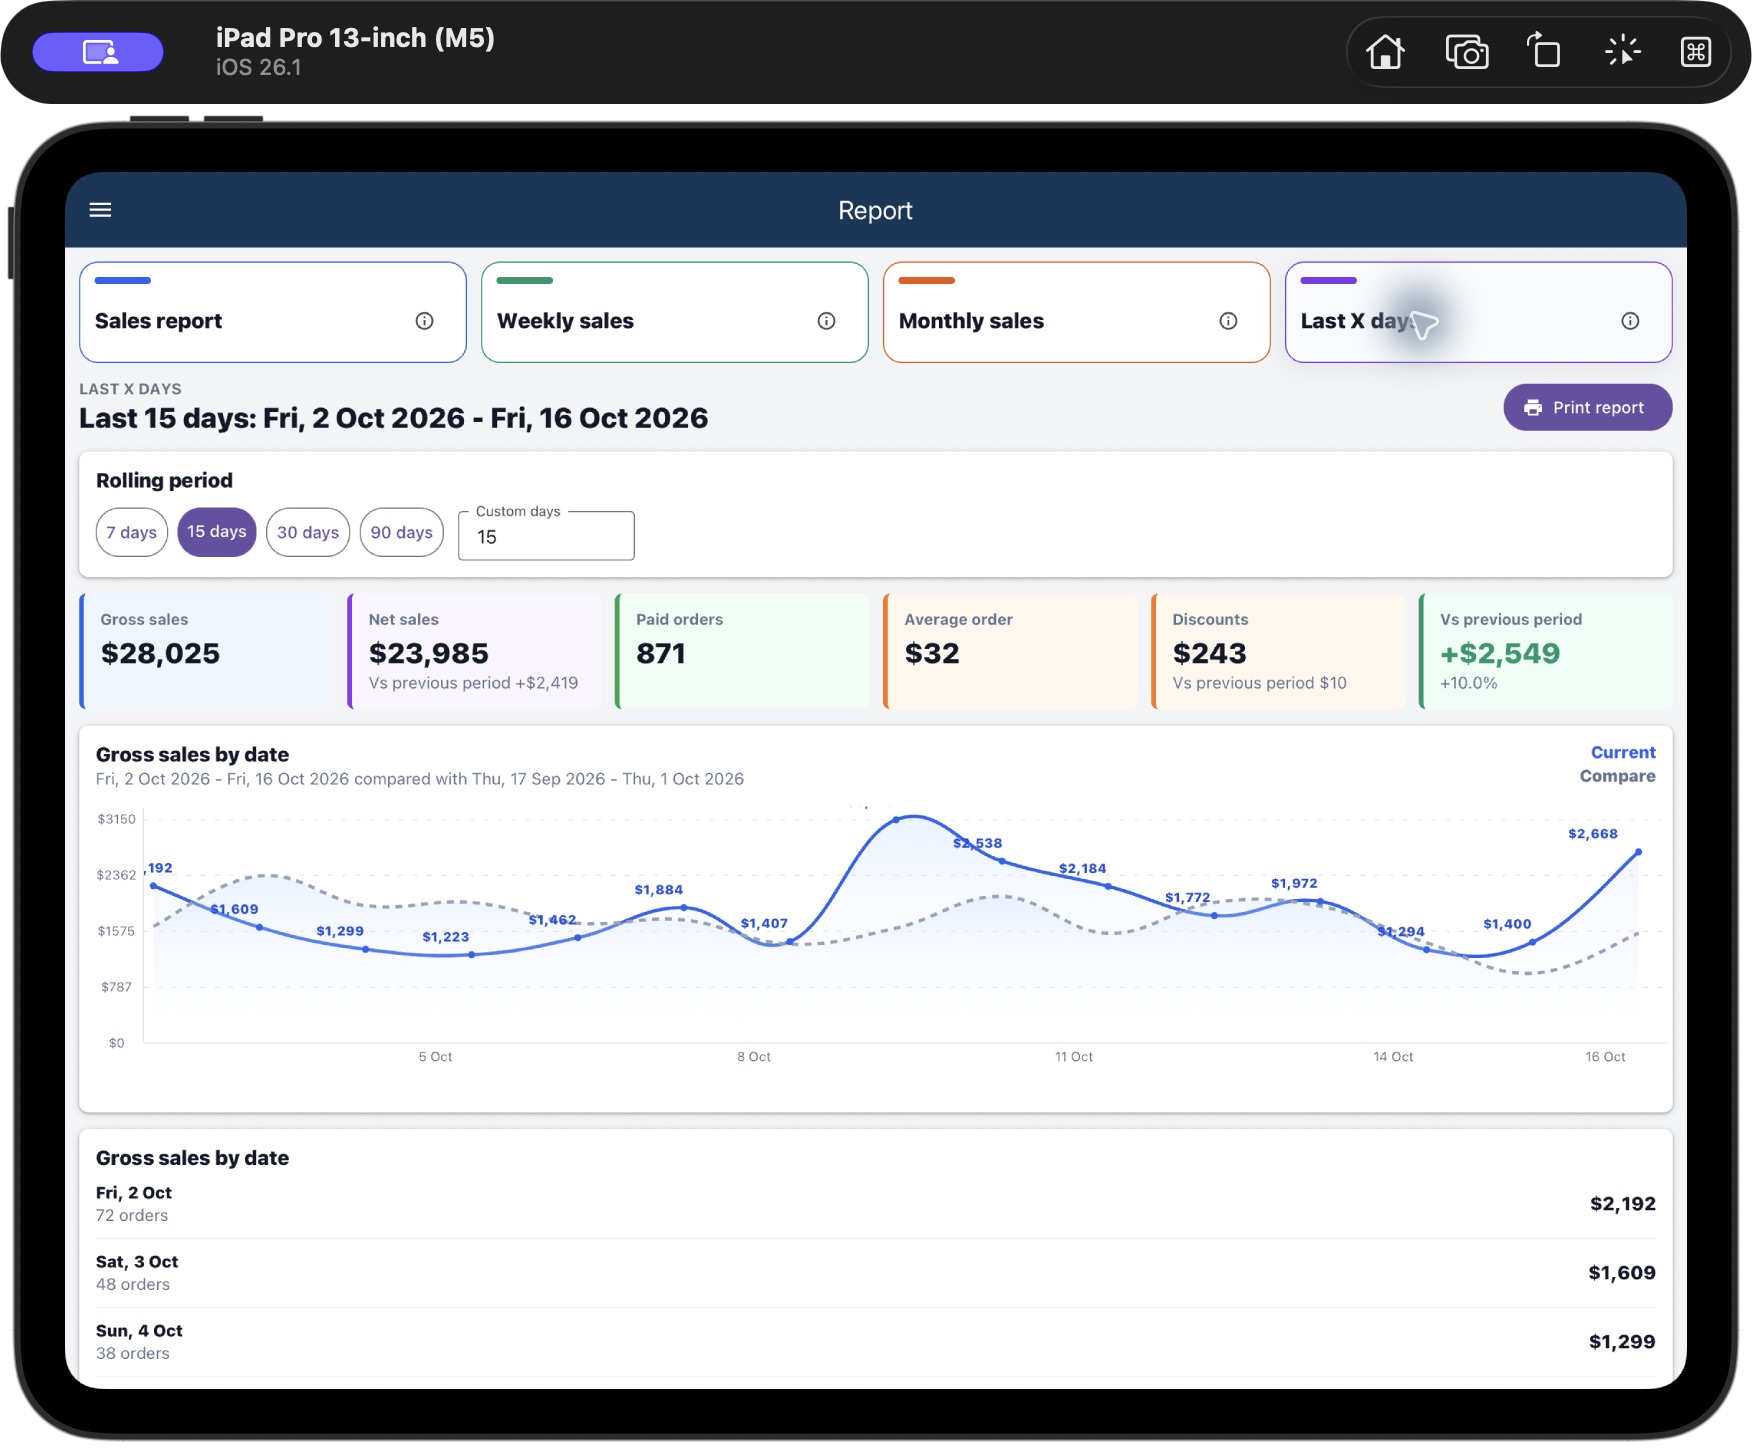 iPad Pro 13-inch (M5)
iOS 26.1
Report
Sales report
Weekly sales
Monthly sales
Last X days
LAST X DAYS
Last 15 days: Fri, 2 Oct 2026 - Fri, 16 Oct 2026
Print report
Rolling period
7 days
15 days
30 days
90 days
Custom days
15
Gross sales
$28,025
Net sales
$23,985
Vs previous period +$2,419
Paid orders
871
Average order
$32
Discounts
$243
Vs previous period $10
Vs previous period
+$2,549
+10.0%
Gross sales by date
Fri, 2 Oct 2026 - Fri, 16 Oct 2026 compared with Thu, 17 Sep 2026 - Thu, 1 Oct 2026
Current
Compare
$3150
$2362
$1575
$787
$0
,192
$1,609
$1,299
$1,223
$1,462
$1,884
$1,407
$2,538
$2,184
$1,772
$1,972
$1,294
$1,400
$2,668
5 Oct
8 Oct
11 Oct
14 Oct
16 Oct
Gross sales by date
Fri, 2 Oct
72 orders
$2,192
Sat, 3 Oct
48 orders
$1,609
Sun, 4 Oct
38 orders
$1,299